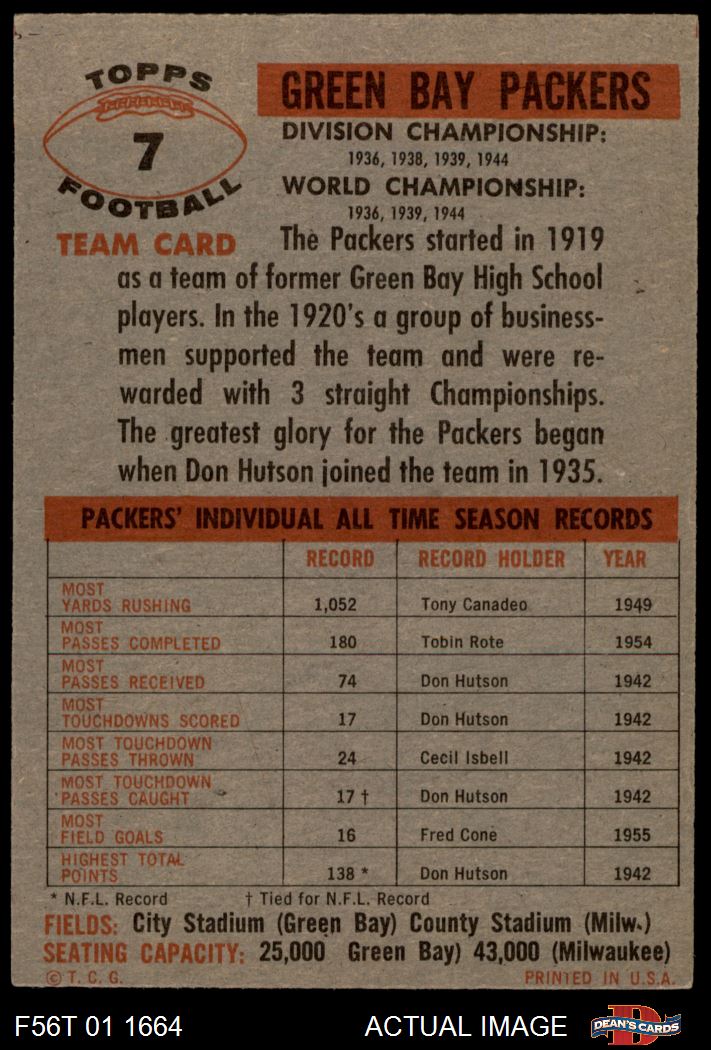 TOPPS
7
FOOTBALL
TEAM CARD
GREEN BAY PACKERS
DIVISION CHAMPIONSHIP:
1936, 1938, 1939, 1944
WORLD CHAMPIONSHIP:
1936, 1939, 1944
The Packers started in 1919
as a team of former Green Bay High School
players. In the 1920's a group of business-
men supported the team and were re-
warded with 3 straight Championships.
The greatest glory for the Packers began
when Don Hutson joined the team in 1935.
PACKERS' INDIVIDUAL ALL TIME SEASON RECORDS
RECORD RECORD HOLDER YEAR
MOST
YARDS RUSHING 1,052 Tony Canadeo 1949
MOST
PASSES COMPLETED 180 Tobin Rote 1954
MOST
PASSES RECEIVED 74 Don Hutson 1942
MOST
TOUCHDOWNS SCORED 17 Don Hutson 1942
MOST TOUCHDOWN
PASSES THROWN 24 Cecil Isbell 1942
MOST TOUCHDOWN
PASSES CAUGHT 17 † Don Hutson 1942
MOST
FIELD GOALS 16 Fred Cone 1955
HIGHEST TOTAL
POINTS 138 * Don Hutson 1942
* N.F.L. Record † Tied for N.F.L. Record
FIELDS: City Stadium (Green Bay) County Stadium (Milw.)
SEATING CAPACITY: 25,000 Green Bay) 43,000 (Milwaukee)
© T. C. G. PRINTED IN U.S.A.
F56T 01 1664 ACTUAL IMAGE DEAN'S CARDS